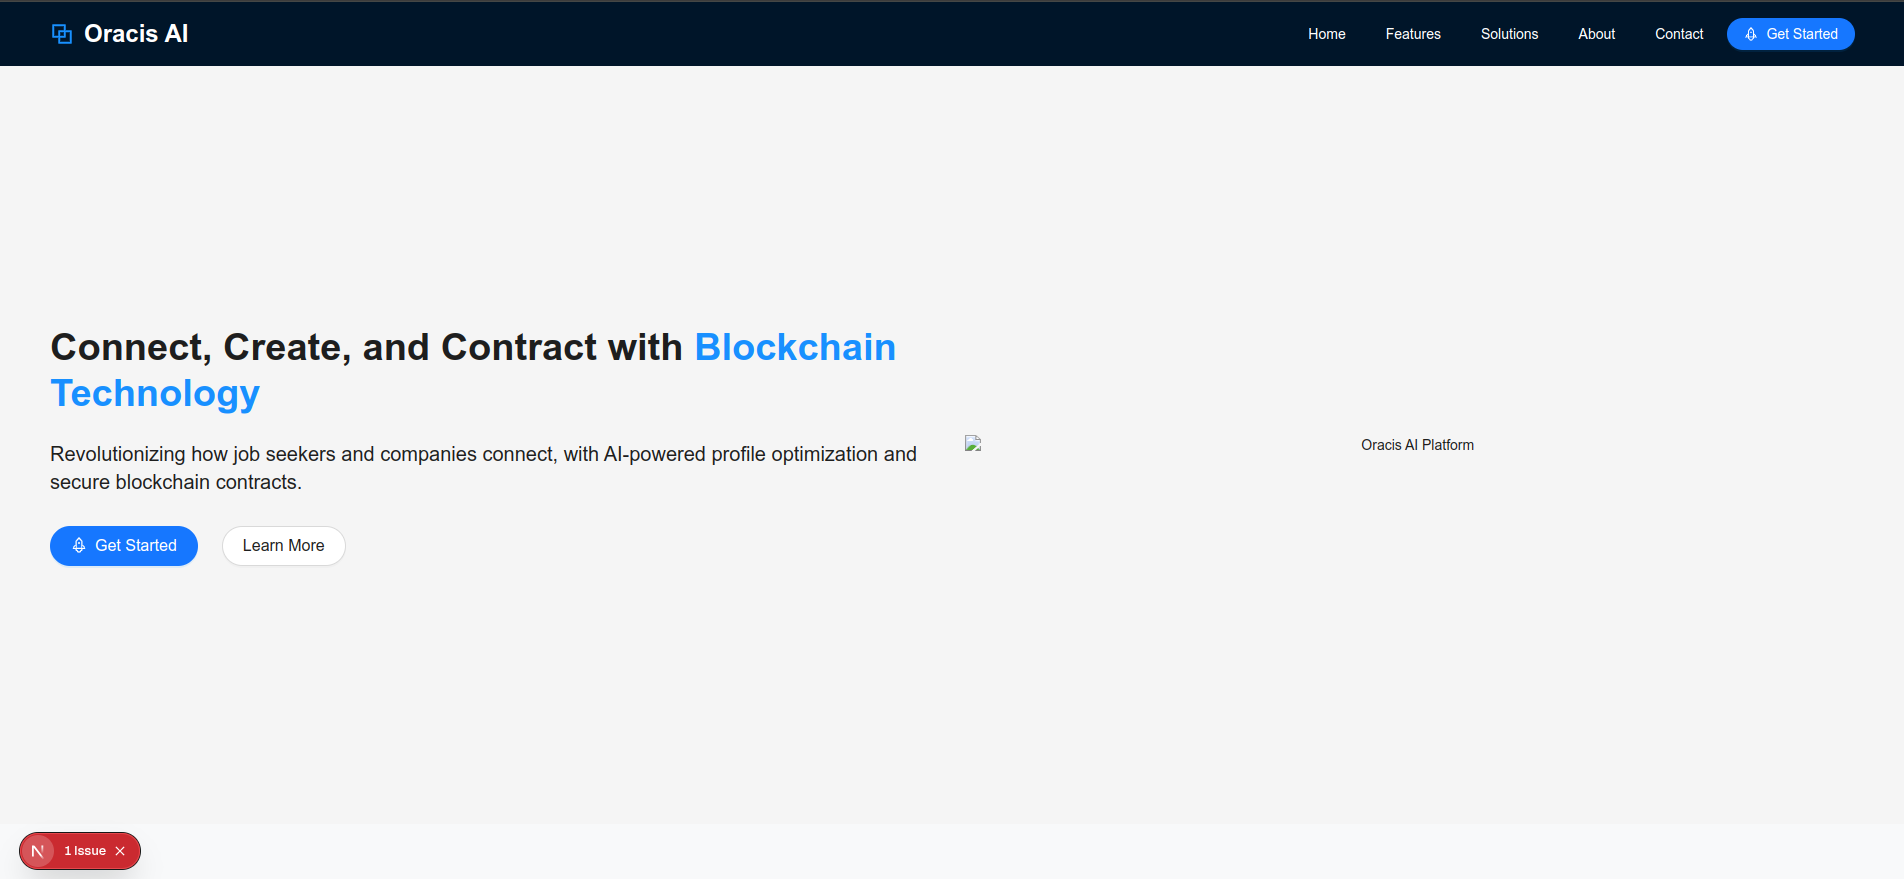 Oracis AI
Home
Features
Solutions
About
Contact
Get Started
Connect, Create, and Contract with Blockchain
Technology
Revolutionizing how job seekers and companies connect, with AI-powered profile optimization and
secure blockchain contracts.
Get Started
Learn More
Oracis AI Platform
N
1 Issue